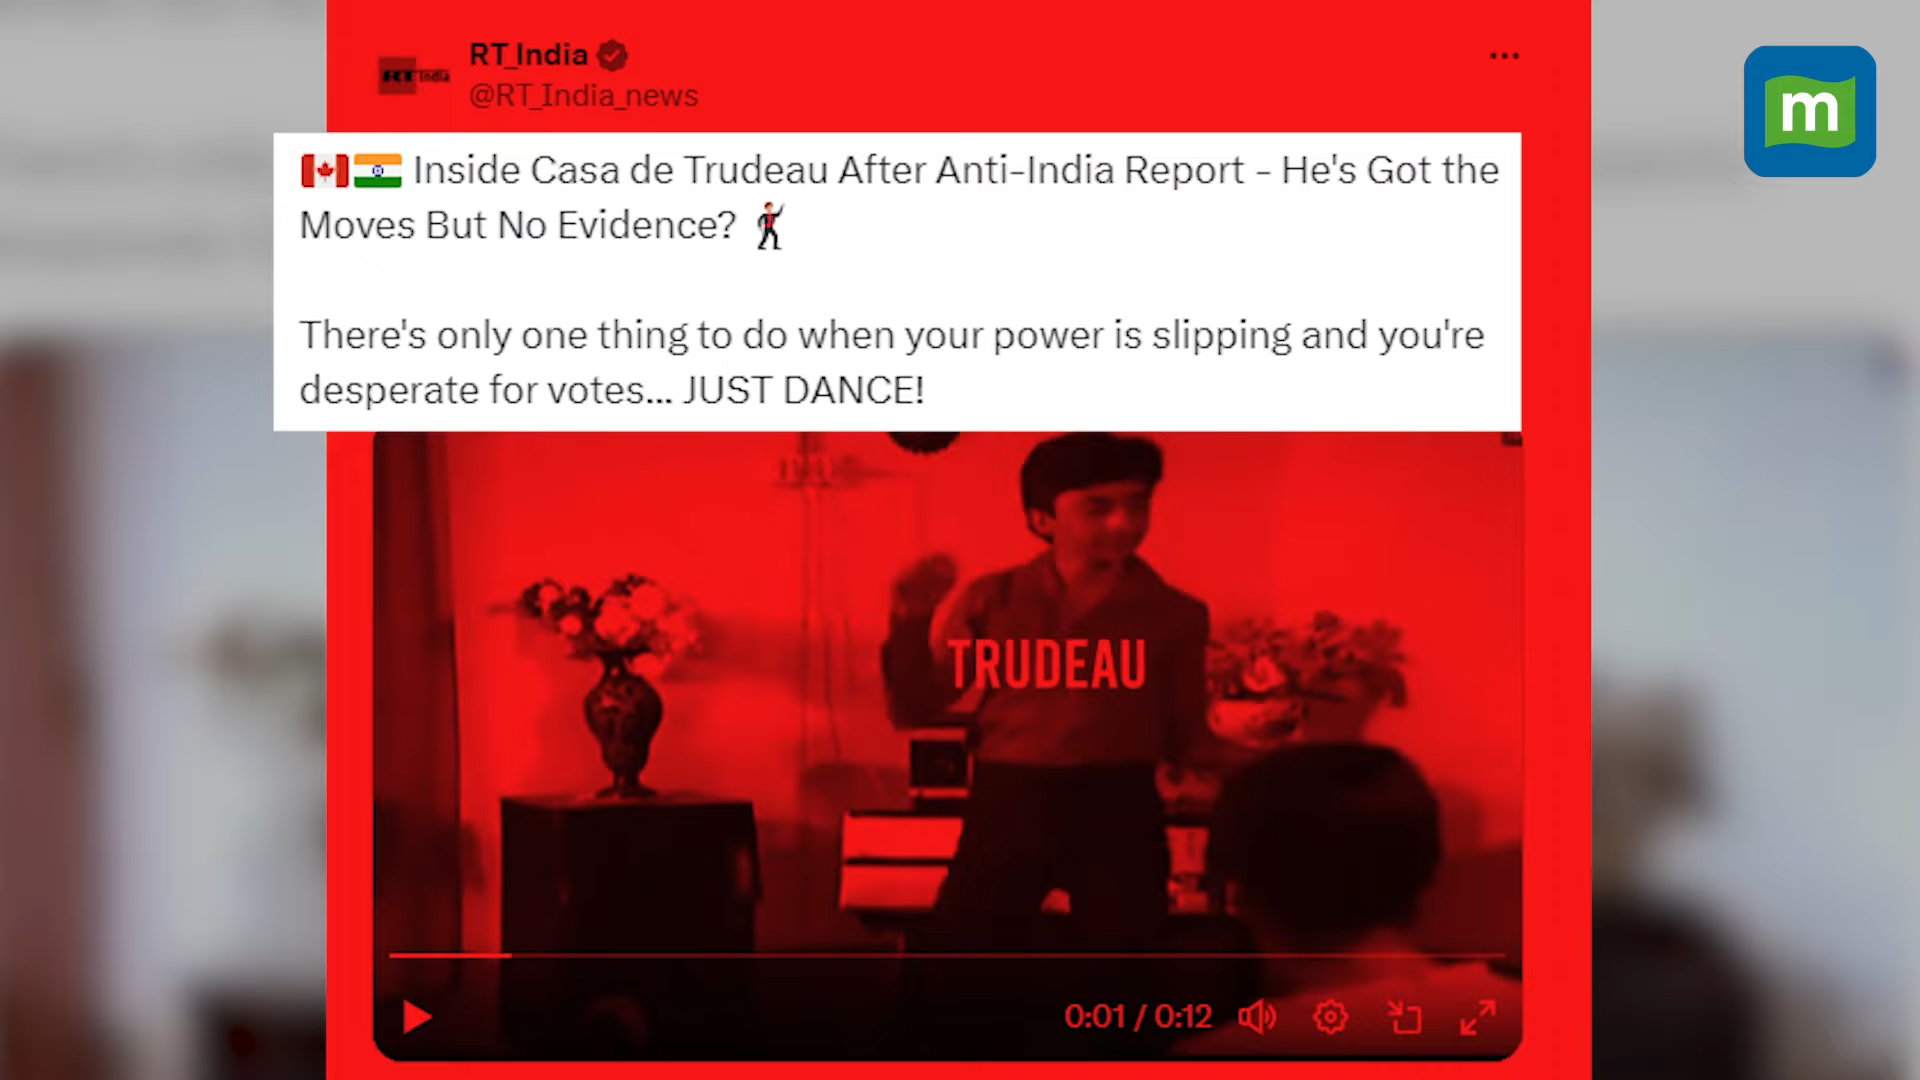 RT_India
@RT_India_news
RT India
m
Inside Casa de Trudeau After Anti-India Report - He's Got the
Moves But No Evidence?
There's only one thing to do when your power is slipping and you're
desperate for votes... JUST DANCE!
TRUDEAU
0:01 / 0:12